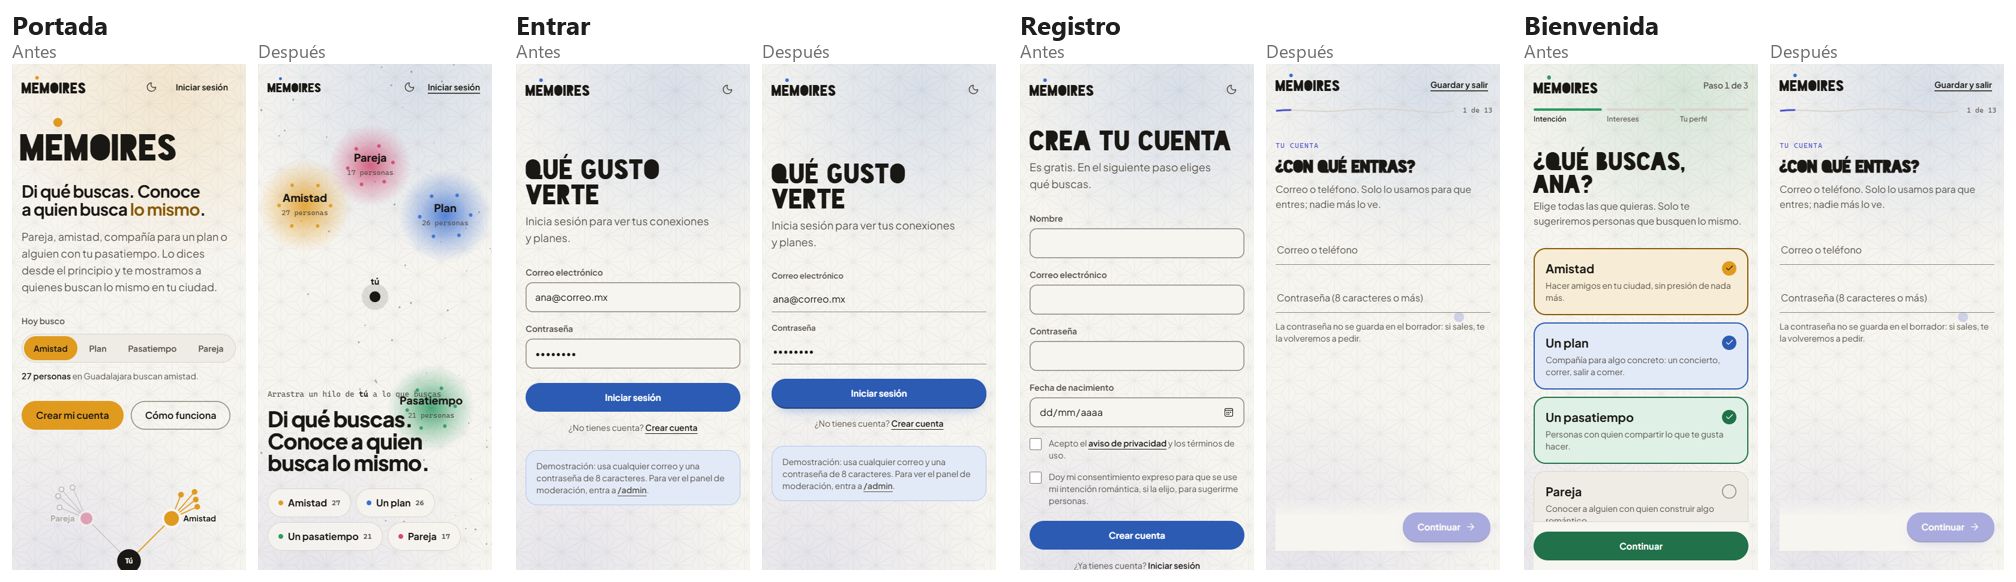 Portada
Antes
MÉMOIRES
Iniciar sesión
MÉMOIRES
Di qué buscas. Conoce
a quien busca lo mismo.
Pareja, amistad, compañía para un plan o
alguien con tu pasatiempo. Lo dices
desde el principio y te mostramos a
quienes buscan lo mismo en tu ciudad.
Hoy busco
Amistad Plan Pasatiempo Pareja
27 personas en Guadalajara buscan amistad.
Crear mi cuenta Cómo funciona
Pareja Amistad
Tú
Después
MÉMOIRES
Iniciar sesión
Pareja
17 personas
Amistad
27 personas
Plan
26 personas
tú
Arrastra un hilo de tú a lo que buscas
Pasatiempo
21 personas
Di qué buscas.
Conoce a quien
busca lo mismo.
Amistad 27 Un plan 26
Un pasatiempo 21 Pareja 17
Entrar
Antes
MÉMOIRES
QUÉ GUSTO
VERTE
Inicia sesión para ver tus conexiones
y planes.
Correo electrónico
ana@correo.mx
Contraseña
••••••••
Iniciar sesión
¿No tienes cuenta? Crear cuenta
Demostración: usa cualquier correo y una
contraseña de 8 caracteres. Para ver el panel de
moderación, entra a /admin.
Después
MÉMOIRES
QUÉ GUSTO
VERTE
Inicia sesión para ver tus conexiones
y planes.
Correo electrónico
ana@correo.mx
Contraseña
••••••••
Iniciar sesión
¿No tienes cuenta? Crear cuenta
Demostración: usa cualquier correo y una
contraseña de 8 caracteres. Para ver el panel de
moderación, entra a /admin.
Registro
Antes
MÉMOIRES
CREA TU CUENTA
Es gratis. En el siguiente paso eliges
qué buscas.
Nombre
Correo electrónico
Contraseña
Fecha de nacimiento
dd/mm/aaaa
Acepto el aviso de privacidad y los términos de
uso.
Doy mi consentimiento expreso para que se use
mi intención romántica, si la elijo, para sugerirme
personas.
Crear cuenta
¿Ya tienes cuenta? Iniciar sesión
Después
MÉMOIRES
Guardar y salir
1 de 13
TU CUENTA
¿CON QUÉ ENTRAS?
Correo o teléfono. Solo lo usamos para que
entres; nadie más lo ve.
Correo o teléfono
Contraseña (8 caracteres o más)
La contraseña no se guarda en el borrador: si sales, te
la volveremos a pedir.
Continuar →
Bienvenida
Antes
MÉMOIRES
Paso 1 de 3
Intención Intereses Tu perfil
¿QUÉ BUSCAS,
ANA?
Elige todas las que quieras. Solo te
sugeriremos personas que busquen lo mismo.
Amistad
Hacer amigos en tu ciudad, sin presión de nada
más.
Un plan
Compañía para algo concreto: un concierto,
correr, salir a comer.
Un pasatiempo
Personas con quien compartir lo que te gusta
hacer.
Pareja
Conocer a alguien con quien construir algo
romántico.
Continuar
Después
MÉMOIRES
Guardar y salir
1 de 13
TU CUENTA
¿CON QUÉ ENTRAS?
Correo o teléfono. Solo lo usamos para que
entres; nadie más lo ve.
Correo o teléfono
Contraseña (8 caracteres o más)
La contraseña no se guarda en el borrador: si sales, te
la volveremos a pedir.
Continuar →